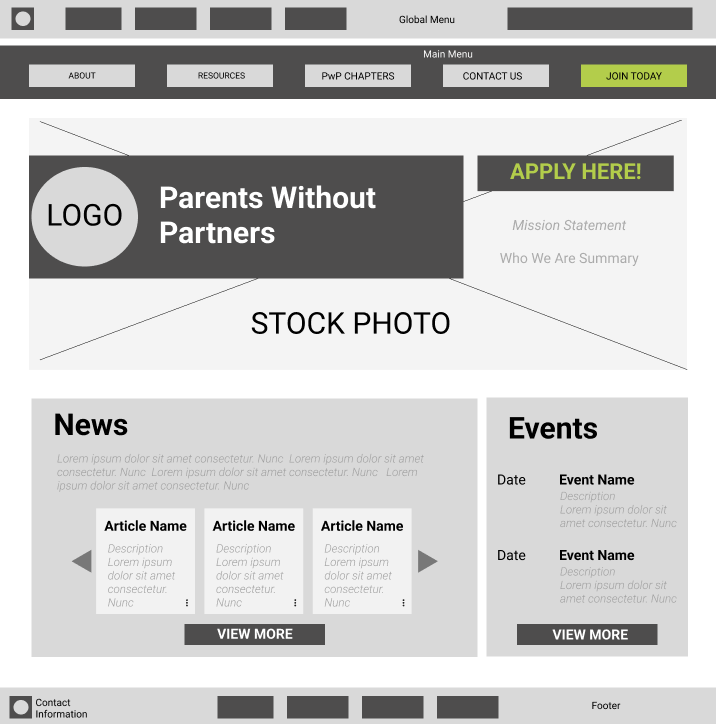 Global Menu
Main Menu
ABOUT
RESOURCES
PwP CHAPTERS
CONTACT US
JOIN TODAY
LOGO
Parents Without
Partners
APPLY HERE!
Mission Statement
Who We Are Summary
STOCK PHOTO
News
Lorem ipsum dolor sit amet consectetur. Nunc  Lorem ipsum dolor sit amet
consectetur. Nunc  Lorem ipsum dolor sit amet consectetur. Nunc   Lorem
ipsum dolor sit amet consectetur. Nunc
Article Name
Description
Lorem ipsum
dolor sit amet
consectetur.
Nunc
Article Name
Description
Lorem ipsum
dolor sit amet
consectetur.
Nunc
Article Name
Description
Lorem ipsum
dolor sit amet
consectetur.
Nunc
VIEW MORE
Events
Date
Event Name
Description
Lorem ipsum dolor sit
amet consectetur. Nunc
Date
Event Name
Description
Lorem ipsum dolor sit
amet consectetur. Nunc
VIEW MORE
Contact
Information
Footer